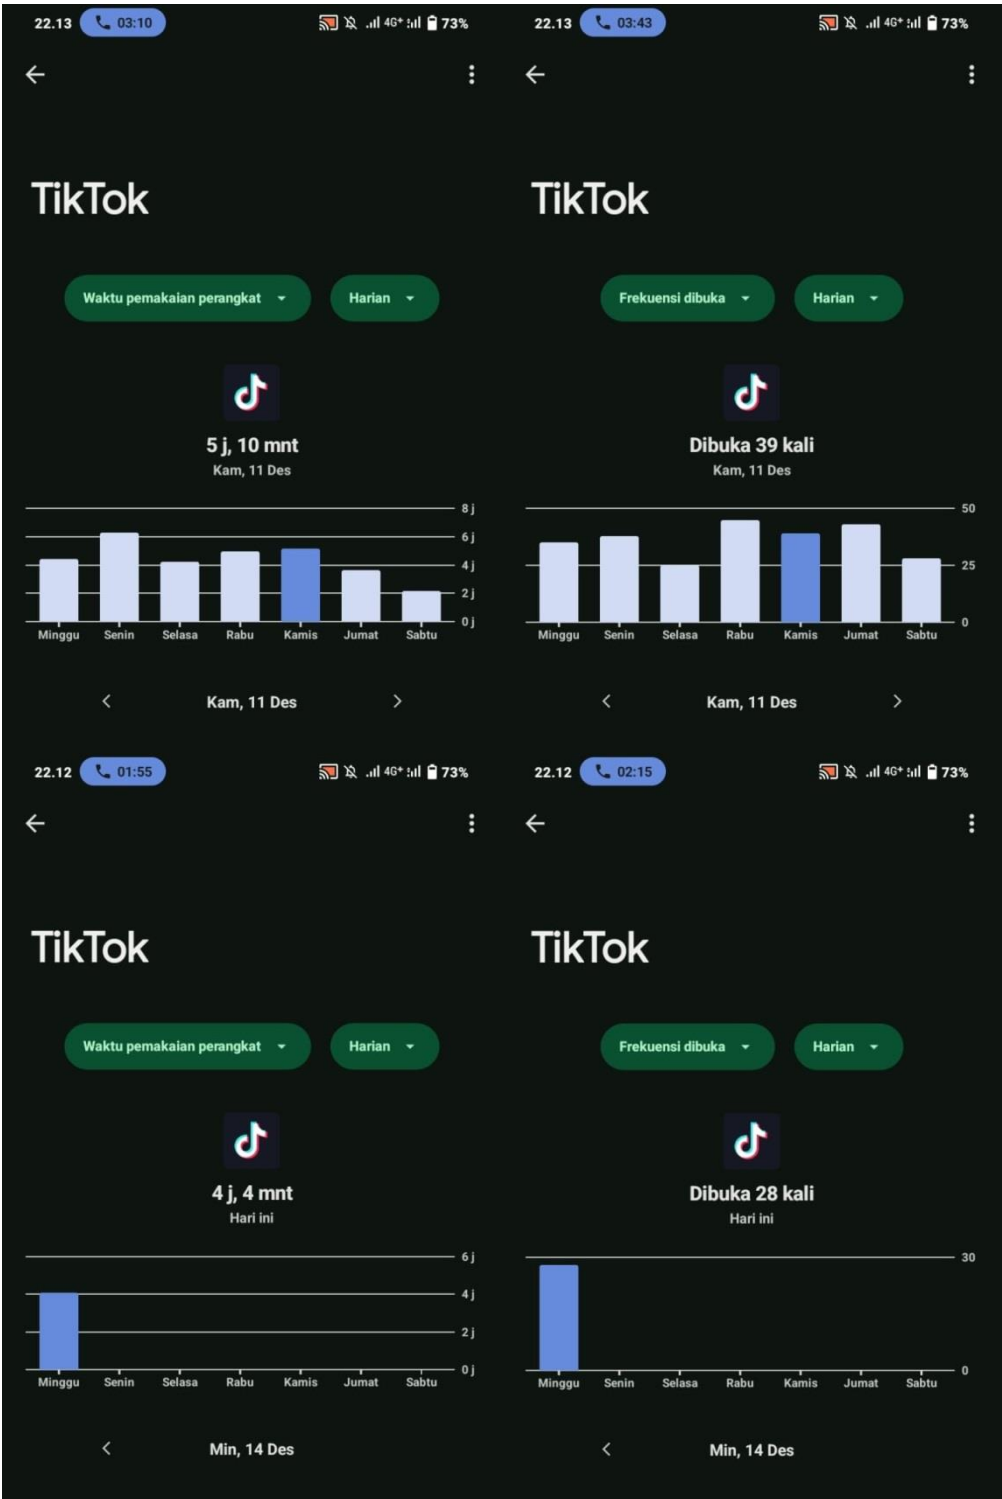 22.13 03:10 4G+ 73%
TikTok
Waktu pemakaian perangkat Harian
5 j, 10 mnt
Kam, 11 Des
8 j
6 j
4 j
2 j
0 j
Minggu Senin Selasa Rabu Kamis Jumat Sabtu
Kam, 11 Des
22.13 03:43 4G+ 73%
TikTok
Frekuensi dibuka Harian
Dibuka 39 kali
Kam, 11 Des
50
25
0
Minggu Senin Selasa Rabu Kamis Jumat Sabtu
Kam, 11 Des
22.12 01:55 4G+ 73%
TikTok
Waktu pemakaian perangkat Harian
4 j, 4 mnt
Hari ini
6 j
4 j
2 j
0 j
Minggu Senin Selasa Rabu Kamis Jumat Sabtu
Min, 14 Des
22.12 02:15 4G+ 73%
TikTok
Frekuensi dibuka Harian
Dibuka 28 kali
Hari ini
30
0
Minggu Senin Selasa Rabu Kamis Jumat Sabtu
Min, 14 Des